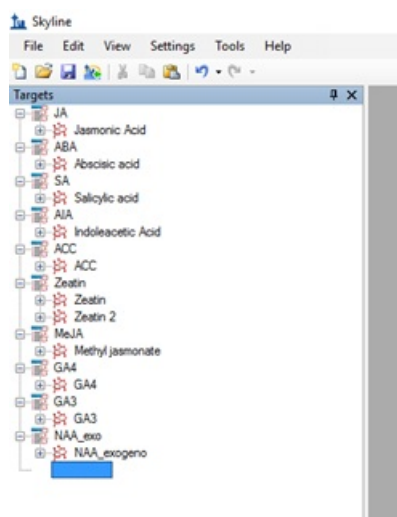 Skyline
File Edit View Settings Tools Help
Targets
JA
Jasmonic Acid
ABA
Abscisic acid
SA
Salicylic acid
AIA
Indoleacetic Acid
ACC
ACC
Zeatin
Zeatin
Zeatin 2
MeJA
Methyl jasmonate
GA4
GA4
GA3
GA3
NAA_exo
NAA_exogeno